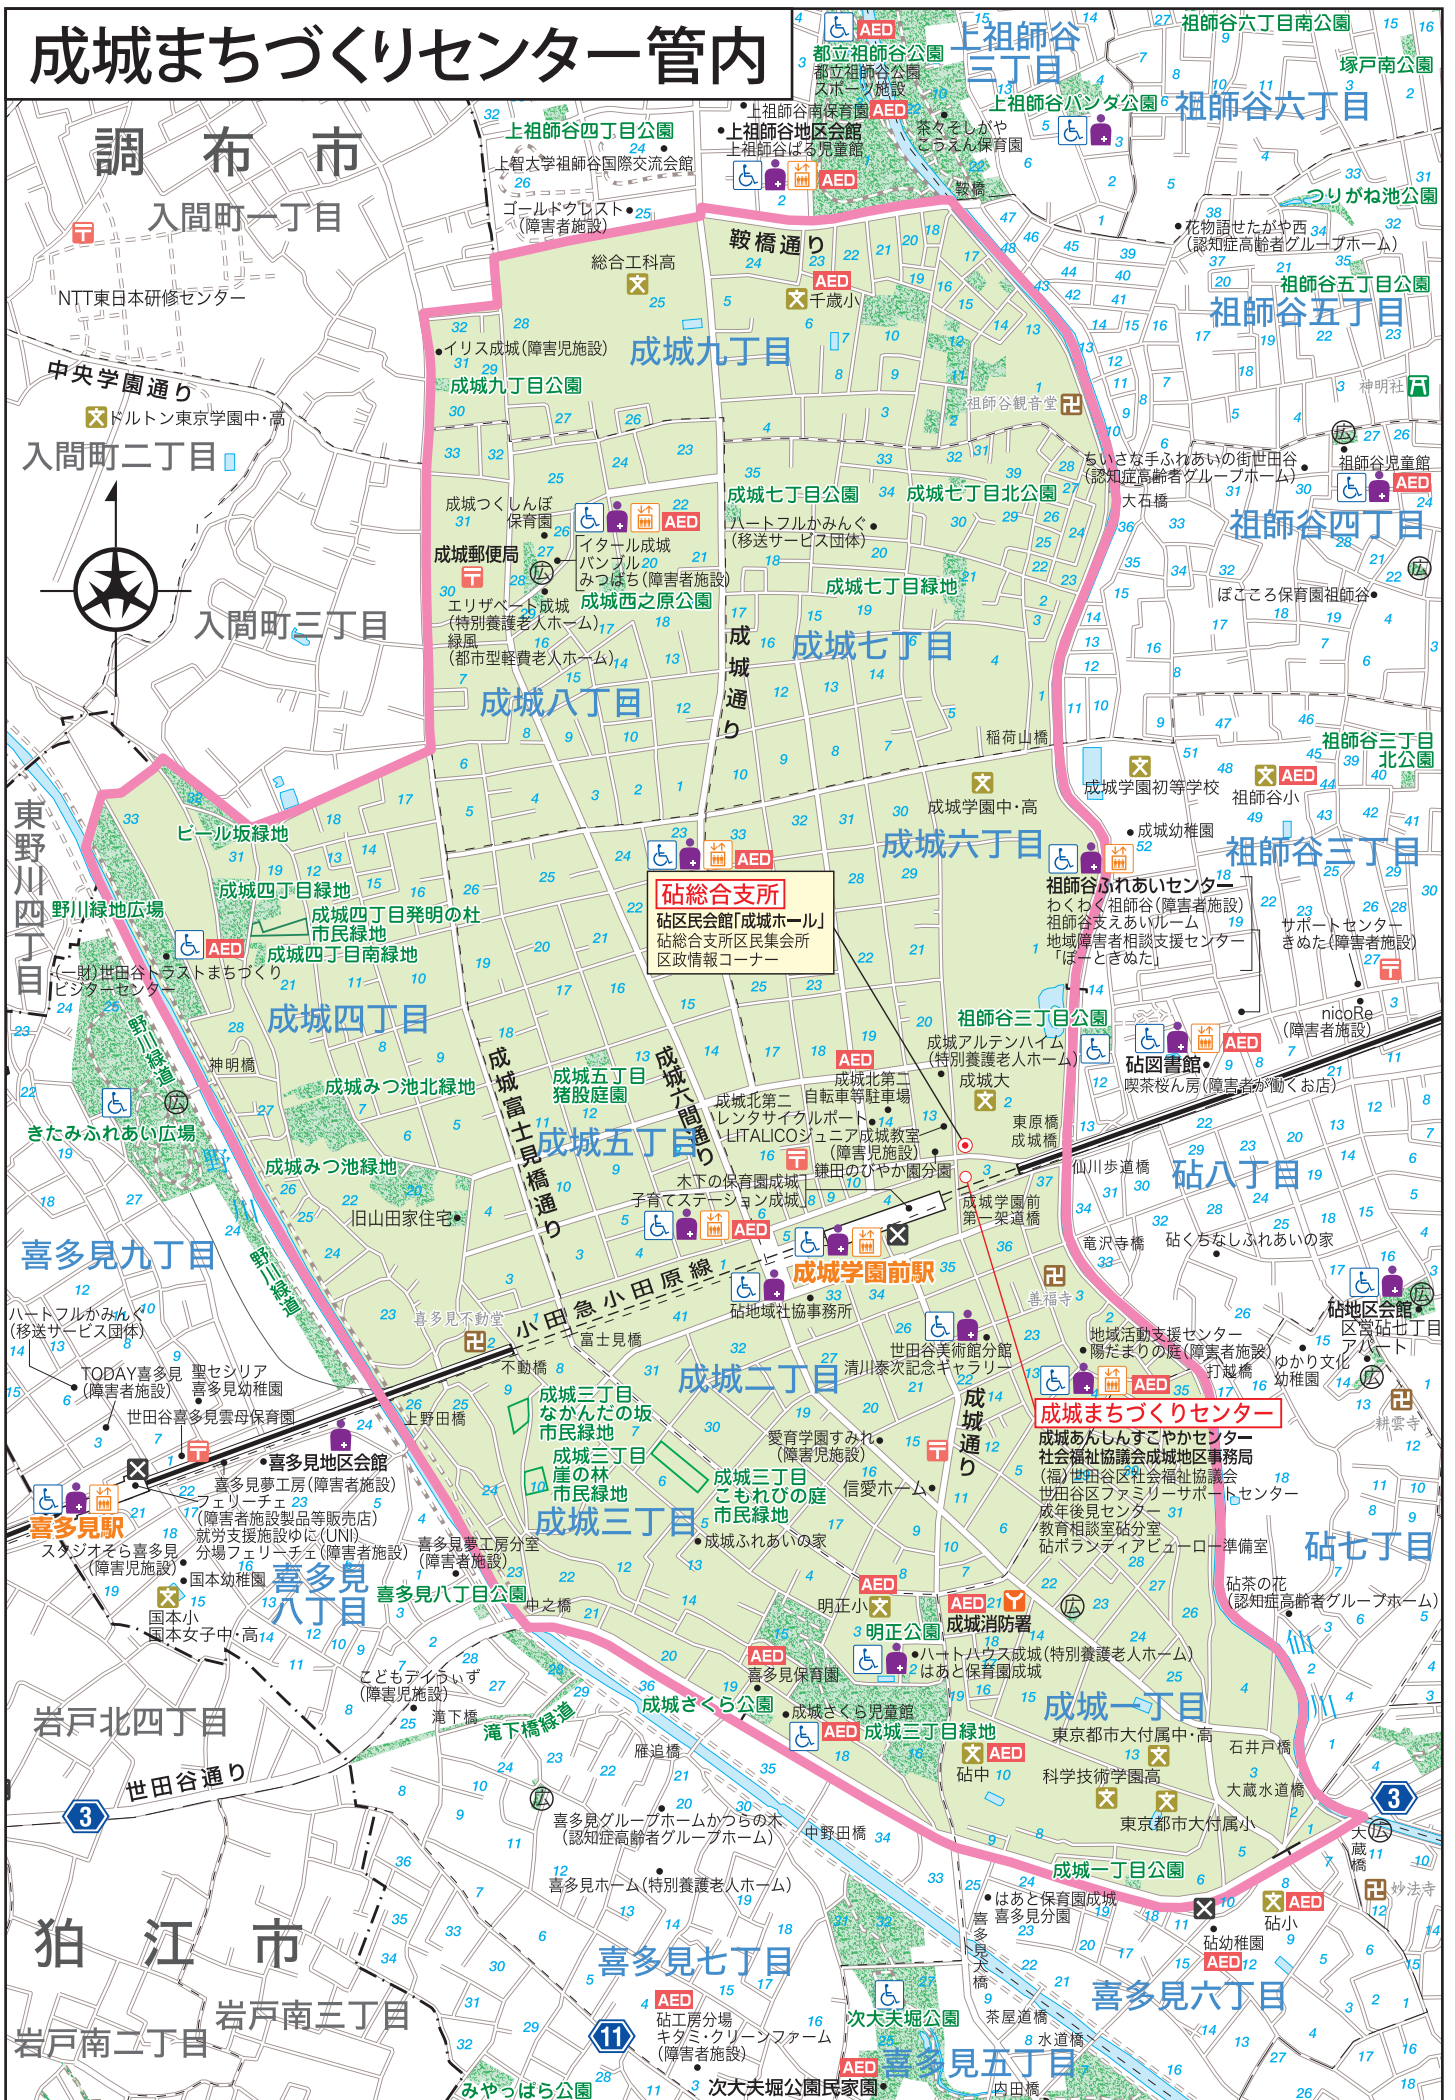 成城まちづくりセンター管内
調布市
入間町一丁目
NTT東日本研修センター
中央学園通り
ドルトン東京学園中・高
入間町二丁目
入間町三丁目
東野川四丁目
都立祖師谷公園
都立祖師谷公園
スポーツ施設
AED
上祖師谷
三丁目
祖師谷六丁目南公園
塚戸南公園
上祖師谷パンダ公園
祖師谷六丁目
上祖師谷南保育園
AED
上祖師谷地区会館
上祖師谷ぱる児童館
AED
茶々そしがや
こうえん保育園
上祖師谷四丁目公園
上智大学祖師谷国際交流会館
ゴールドクレスト
(障害者施設)
鞍橋
つりがね池公園
花物語せたがや西
(認知症高齢者グループホーム)
祖師谷五丁目公園
祖師谷五丁目
神明社
鞍橋通り
総合工科高
AED
千歳小
イリス成城(障害児施設)
成城九丁目
成城九丁目公園
祖師谷観音堂
ちいさな手ふれあいの街世田谷
(認知症高齢者グループホーム)
祖師谷児童館
AED
大石橋
祖師谷四丁目
ぽこころ保育園祖師谷
成城つくしんぼ
保育園
AED
成城七丁目公園
成城七丁目北公園
ハートフルかみんぐ
(移送サービス団体)
成城郵便局
イタール成城
バンブル
みつばち(障害者施設)
成城西之原公園
エリザベート成城
(特別養護老人ホーム)
緑風
(都市型軽費老人ホーム)
成城七丁目緑地
成城七丁目
成城通り
成城八丁目
稲荷山橋
成城学園中・高
成城学園初等学校
祖師谷小
AED
祖師谷三丁目
北公園
成城幼稚園
成城六丁目
祖師谷三丁目
AED
砧総合支所
砧区民会館「成城ホール」
砧総合支所区民集会所
区政情報コーナー
祖師谷ふれあいセンター
わくわく祖師谷(障害者施設)
祖師谷支えあいルーム
地域障害者相談支援センター
「ぽーときぬた」
サポートセンター
きぬた(障害者施設)
nicoRe
(障害者施設)
ビール坂緑地
成城四丁目緑地
野川緑地広場
成城四丁目発明の杜
市民緑地
成城四丁目南緑地
AED
(一財)世田谷トラストまちづくり
ビジターセンター
成城四丁目
野川緑道
神明橋
成城みつ池北緑地
きたみふれあい広場
成城みつ池緑地
旧山田家住宅
成城富士見橋通り
成城五丁目
猪股庭園
成城六間通り
成城五丁目
祖師谷三丁目公園
成城アルテンハイム
(特別養護老人ホーム)
成城大
AED
成城北第二
自転車等駐車場
成城北第二
レンタサイクルポート
LITALICOジュニア成城教室
(障害児施設)
鎌田のびやか園分園
木下の保育園成城
子育てステーション成城
AED
東原橋
成城橋
AED
砧図書館
喫茶桜ん房(障害者が働くお店)
仙川歩道橋
砧八丁目
成城学園前
第一架道橋
竜沢寺橋
砧くちなしふれあいの家
成城学園前駅
小田急小田原線
砧地域社協事務所
善福寺
砧地区会館
区営砧七丁目
アパート
喜多見九丁目
野川
野川緑道
ハートフルかみんぐ
(移送サービス団体)
TODAY喜多見
(障害者施設)
聖セシリア
喜多見幼稚園
世田谷喜多見雲母保育園
喜多見不動堂
不動橋
富士見橋
世田谷美術館分館
清川泰次記念ギャラリー
地域活動支援センター
陽だまりの庭(障害者施設)
打越橋
ゆかり文化
幼稚園
耕雲寺
成城二丁目
AED
成城まちづくりセンター
成城あんしんすこやかセンター
社会福祉協議会成城地区事務局
(福)世田谷区社会福祉協議会
世田谷区ファミリーサポートセンター
成年後見センター
教育相談室砧分室
砧ボランティアビューロー準備室
成城通り
上野田橋
成城三丁目
なかんだの坂
市民緑地
成城三丁目
崖の林
市民緑地
成城三丁目
こもれびの庭
市民緑地
愛育学園すみれ
(障害児施設)
信愛ホーム
成城三丁目
成城ふれあいの家
砧七丁目
喜多見地区会館
喜多見駅
喜多見夢工房(障害者施設)
フェリーチェ
(障害者施設製品等販売店)
就労支援施設ゆに(UNI)
分場フェリーチェ(障害者施設)
スタジオそら喜多見
(障害児施設)
国本幼稚園
国本小
国本女子中・高
喜多見
八丁目
喜多見夢工房分室
(障害者施設)
喜多見八丁目公園
中之橋
AED
明正小
AED
成城消防署
明正公園
ハートハウス成城(特別養護老人ホーム)
はあと保育園成城
砧茶の花
(認知症高齢者グループホーム)
仙川
AED
喜多見保育園
こどもデイうぃず
(障害児施設)
滝下橋
滝下橋緑道
成城さくら公園
成城さくら児童館
AED
成城三丁目緑地
成城一丁目
東京都市大付属中・高
石井戸橋
AED
砧中
科学技術学園高
大蔵水道橋
東京都市大付属小
岩戸北四丁目
世田谷通り
3
雁追橋
喜多見グループホームかつらの木
(認知症高齢者グループホーム)
中野田橋
3
大蔵橋
成城一丁目公園
妙法寺
喜多見ホーム(特別養護老人ホーム)
はあと保育園成城
喜多見分園
喜多見大橋
AED
砧小
砧幼稚園
AED
狛江市
岩戸南三丁目
岩戸南二丁目
喜多見七丁目
喜多見六丁目
AED
砧工房分場
キタミ・クリーンファーム
(障害者施設)
11
次大夫堀公園
茶屋道橋
水道橋
喜多見五丁目
内田橋
みやっぱら公園
AED
次大夫堀公園民家園